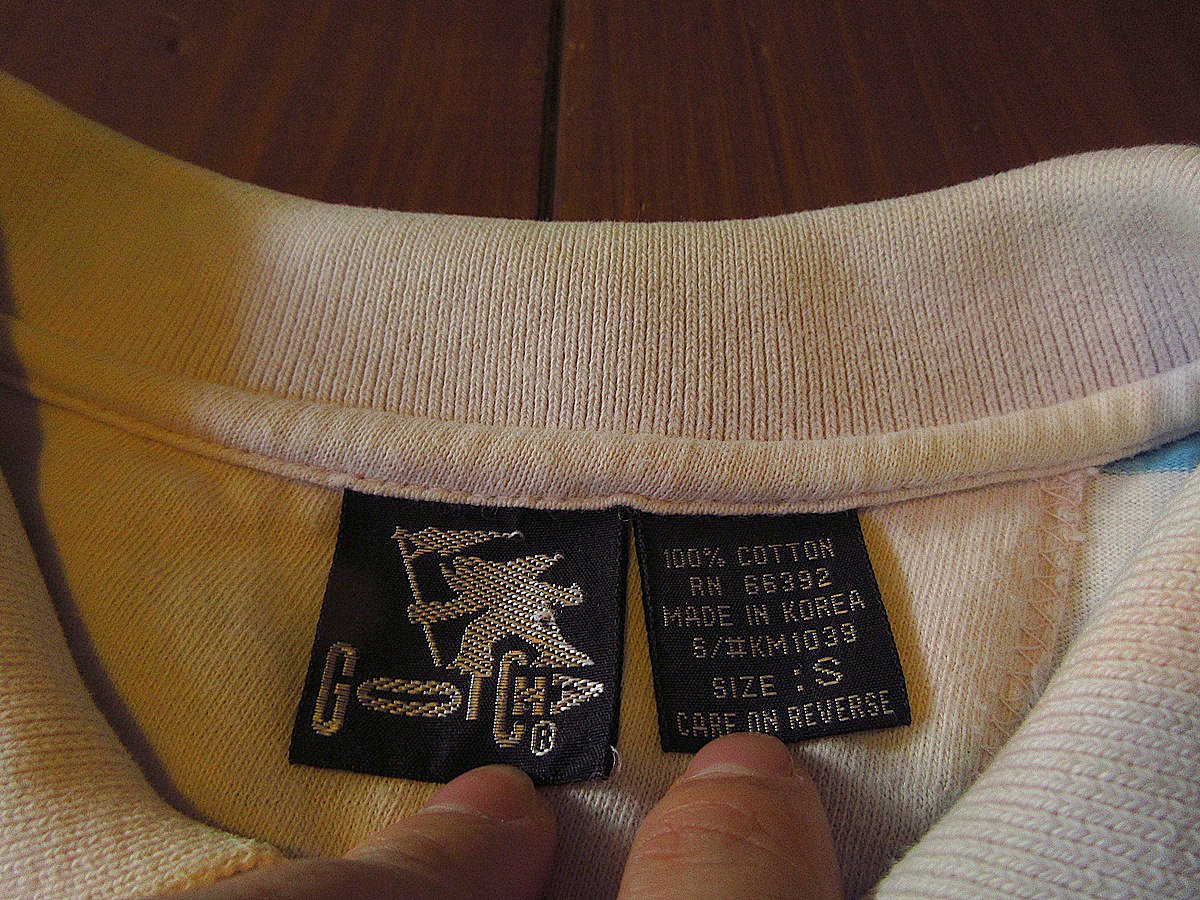 GOTCHA®
100% COTTON
RN 66392
MADE IN KOREA
S/#KM1039
SIZE : S
CARE ON REVERSE